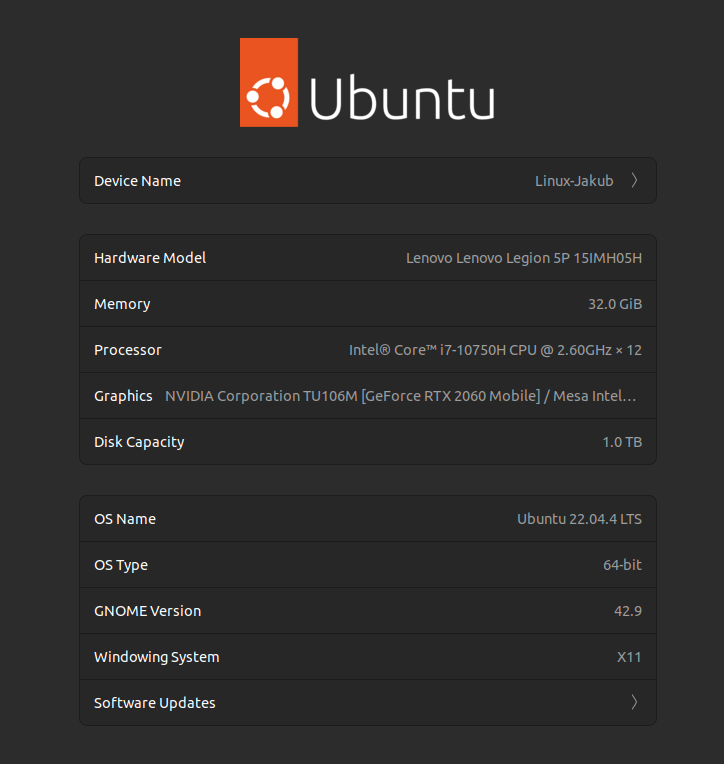 Ubuntu
Device Name Linux-Jakub
Hardware Model Lenovo Lenovo Legion 5P 15IMH05H
Memory 32.0 GiB
Processor Intel® Core™ i7-10750H CPU @ 2.60GHz × 12
Graphics NVIDIA Corporation TU106M [GeForce RTX 2060 Mobile] / Mesa Intel…
Disk Capacity 1.0 TB
OS Name Ubuntu 22.04.4 LTS
OS Type 64-bit
GNOME Version 42.9
Windowing System X11
Software Updates